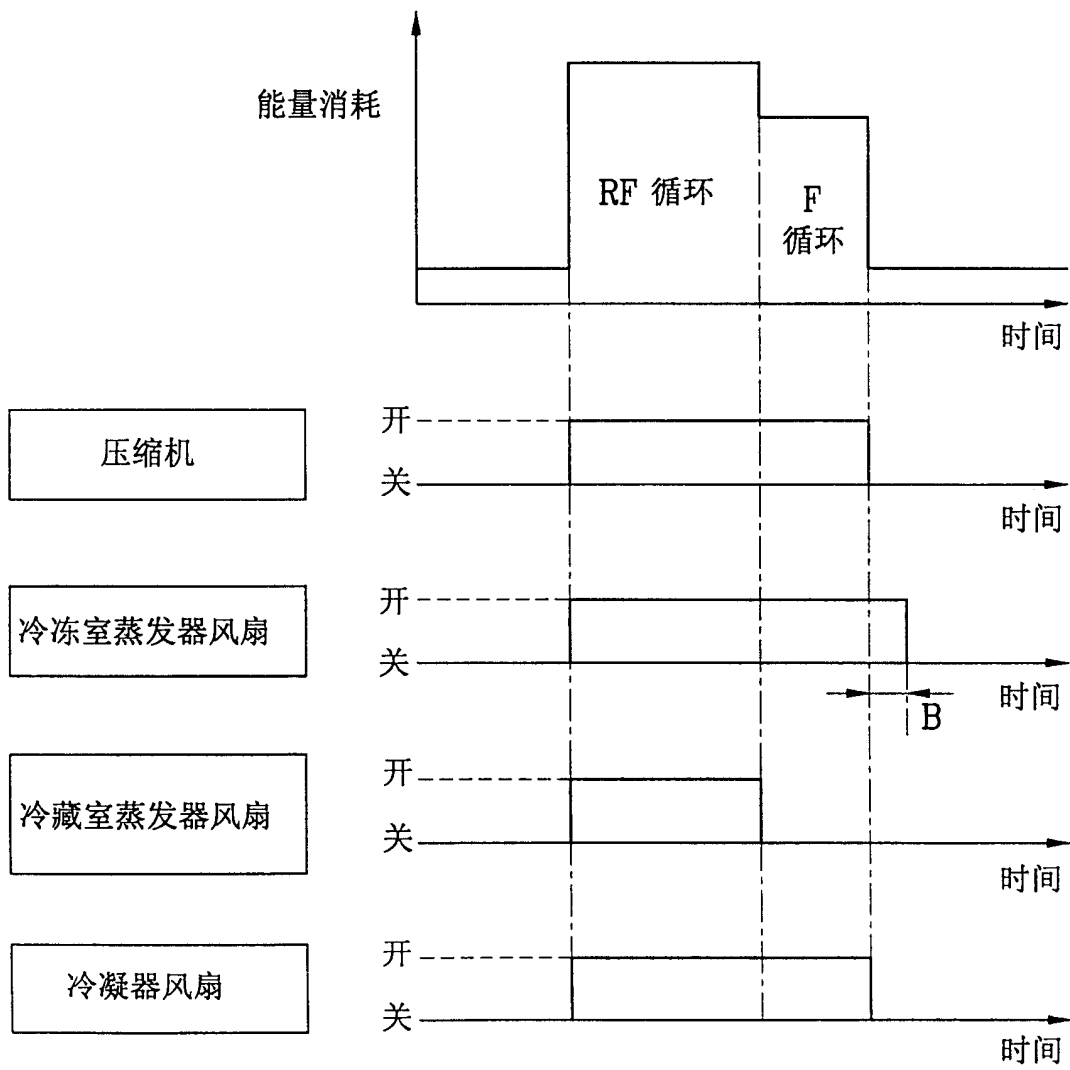 能量消耗
RF 循环
F
循环
时间
压缩机
开
关
时间
冷冻室蒸发器风扇
开
关
时间
B
冷藏室蒸发器风扇
开
关
时间
冷凝器风扇
开
关
时间